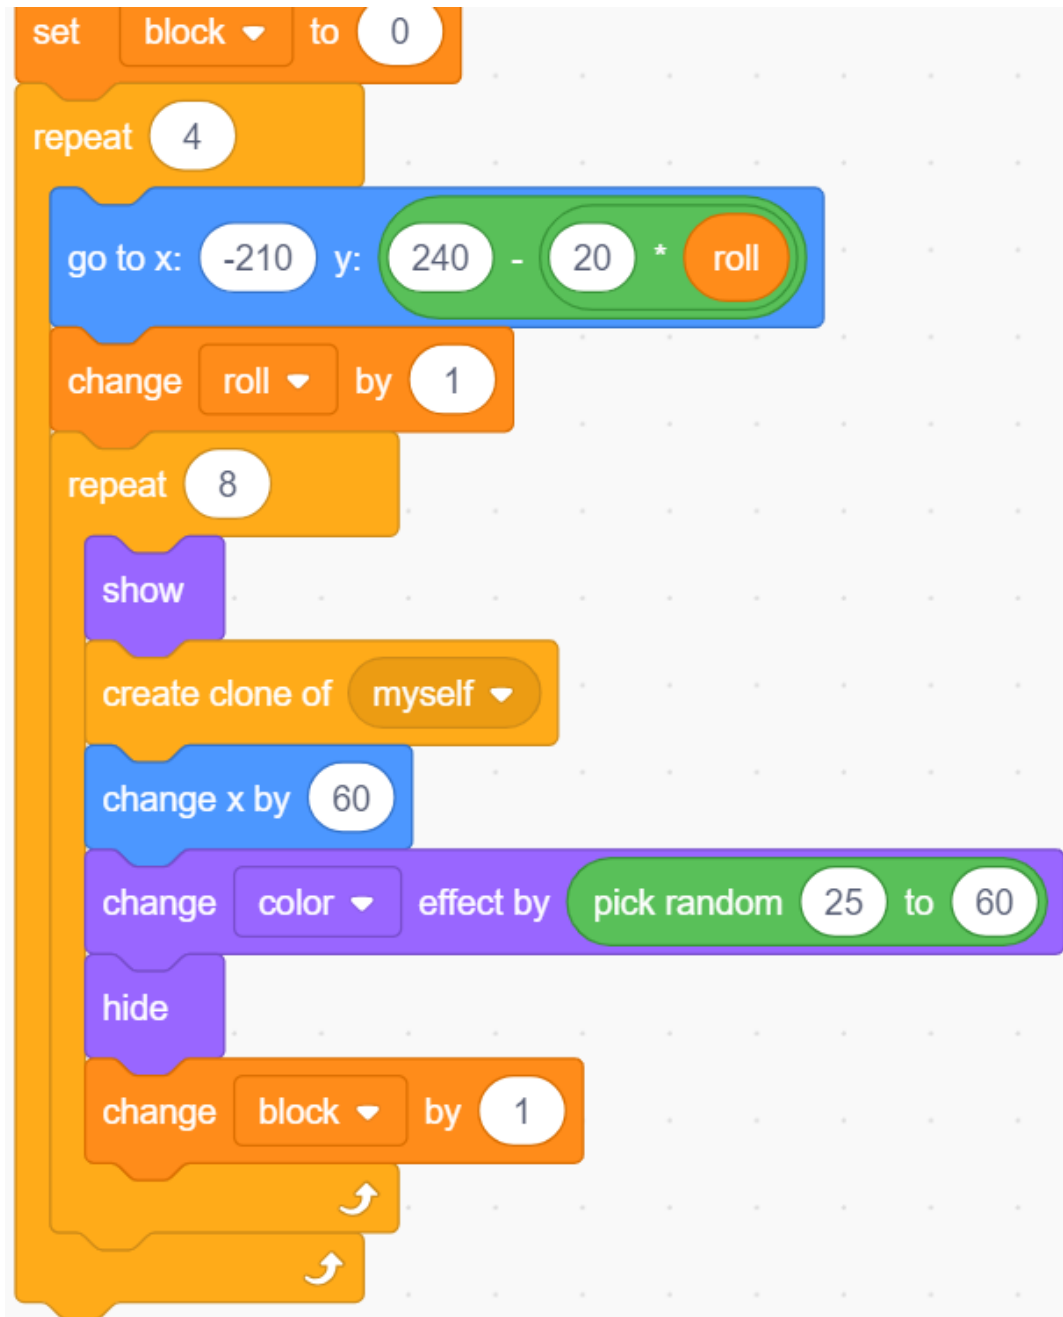 set block to 0
repeat 4
go to x: -210 y: 240 - 20 * roll
change roll by 1
repeat 8
show
create clone of myself
change x by 60
change color effect by pick random 25 to 60
hide
change block by 1